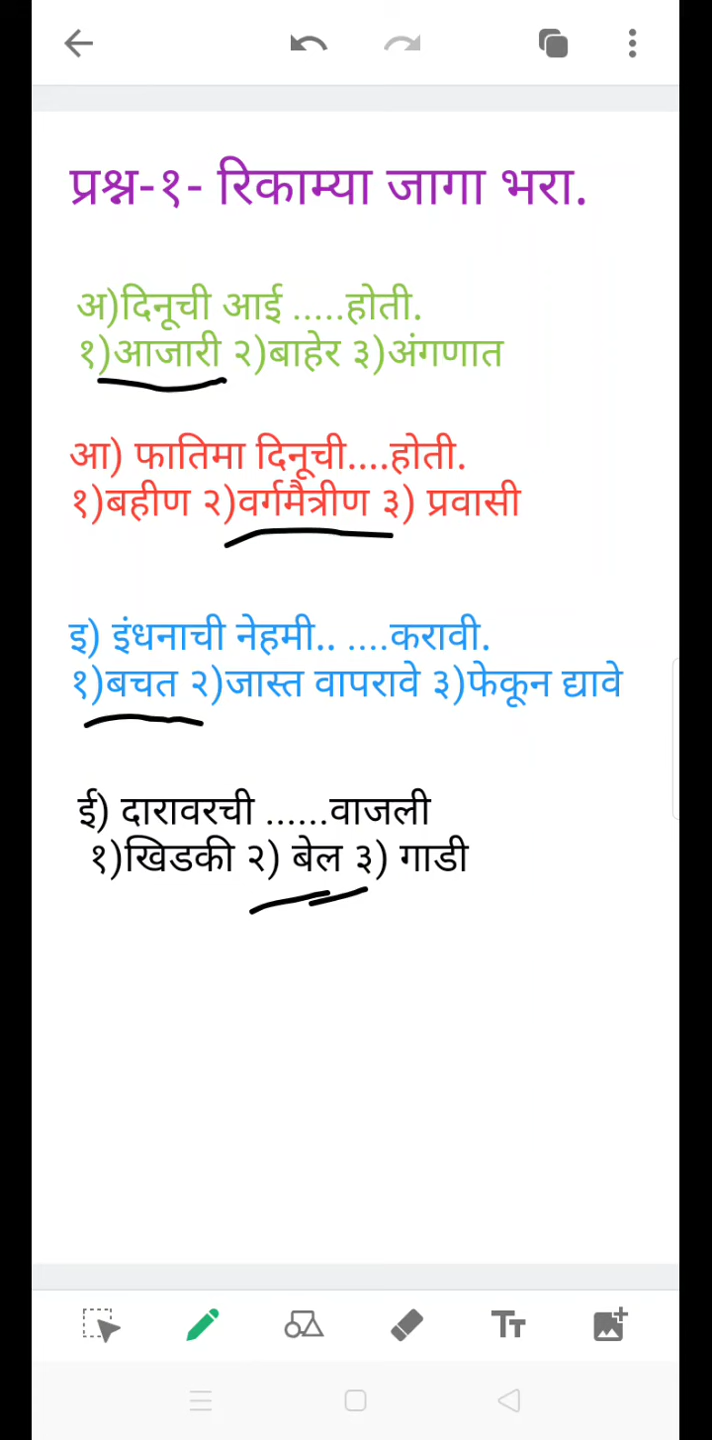 प्रश्न-१- रिकाम्या जागा भरा.
अ)दिनूची आई .....होती.
१)आजारी २)बाहेर ३)अंगणात
आ) फातिमा दिनूची....होती.
१)बहीण २)वर्गमैत्रीण ३) प्रवासी
इ) इंधनाची नेहमी.. ....करावी.
१)बचत २)जास्त वापरावे ३)फेकून द्यावे
ई) दारावरची ......वाजली
१)खिडकी २) बेल ३) गाडी
TT